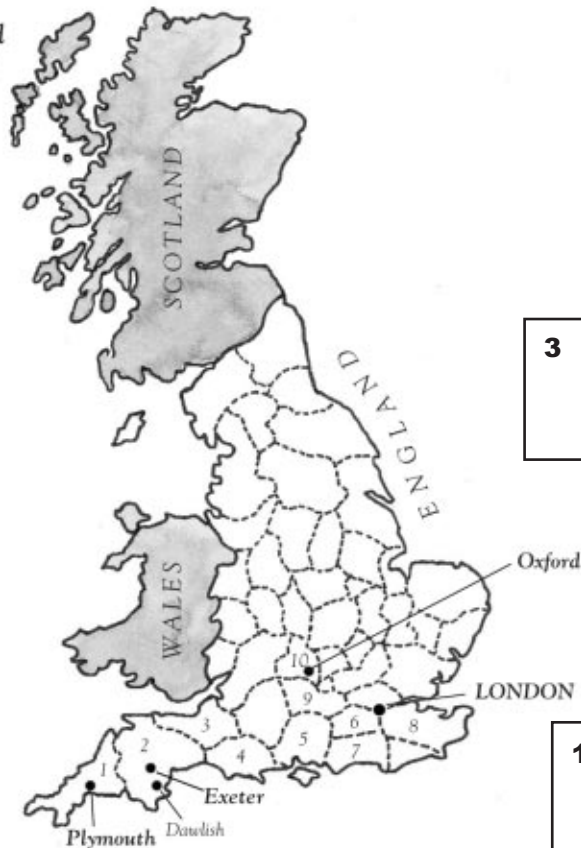 SCOTLAND
3
ENGLAND
Oxford
WALES
10
LONDON
9
3
6
8
2
5
4
7
1
1
Exeter
Plymouth
Dawlish